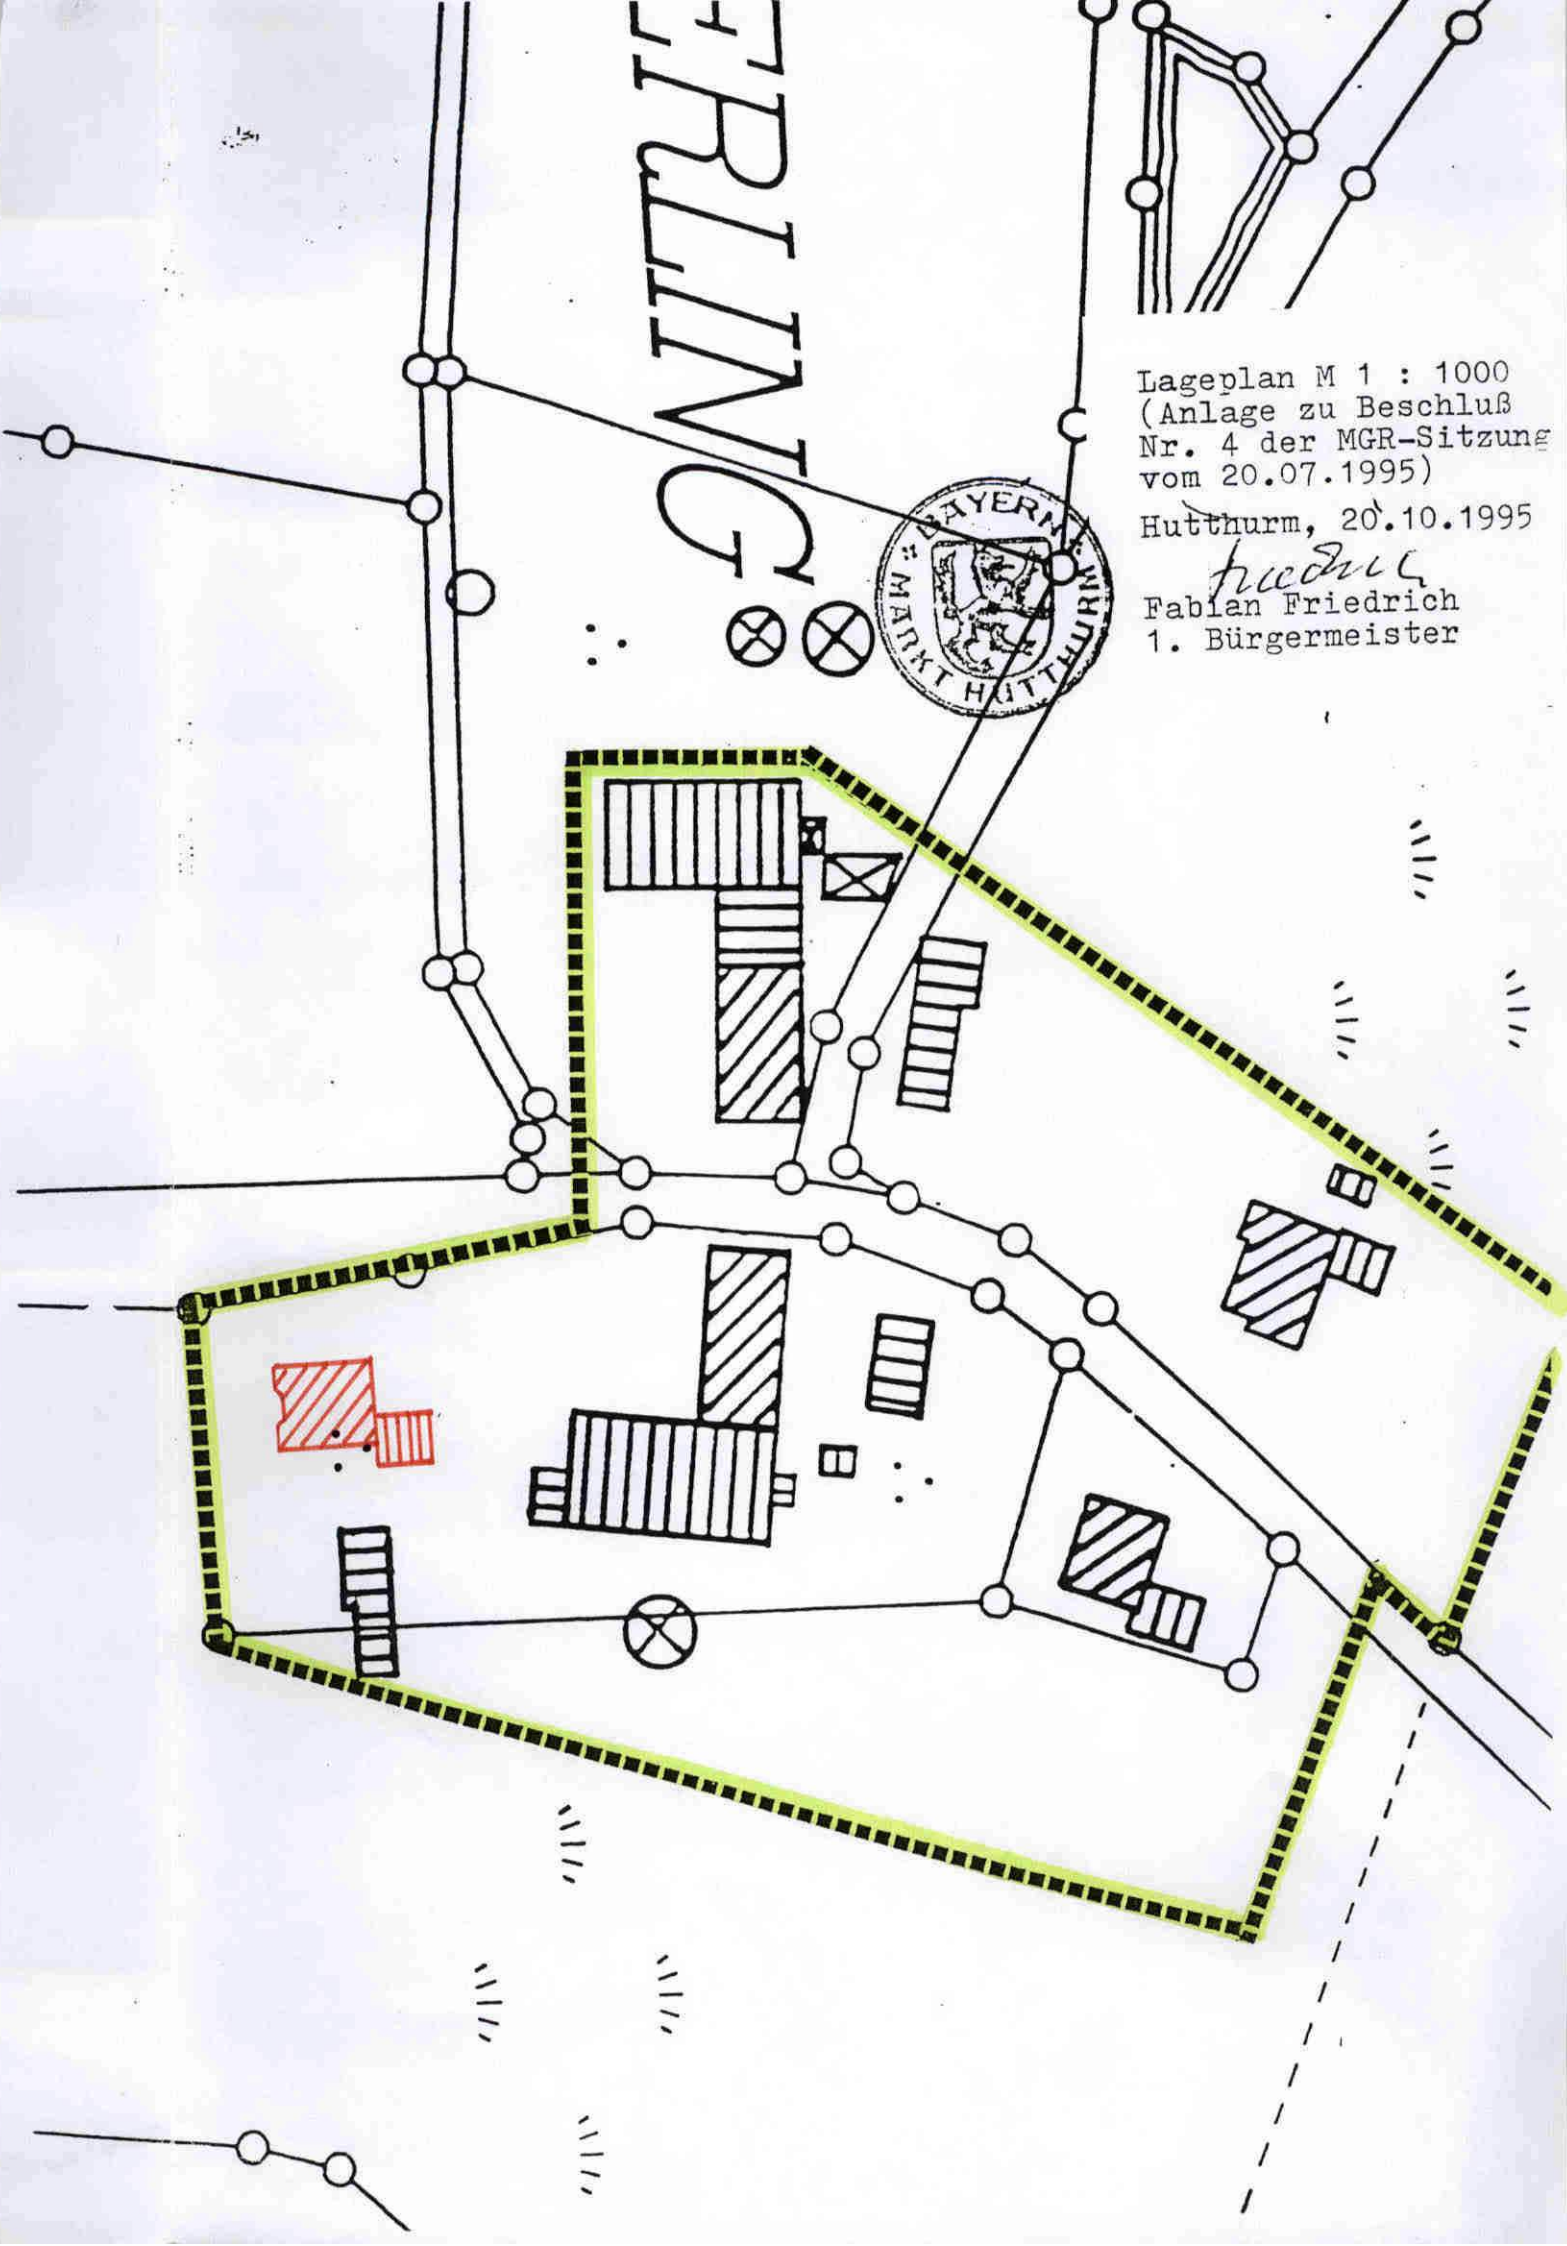 ERLING
Lageplan M 1 : 1000
(Anlage zu Beschluß
Nr. 4 der MGR-Sitzung
vom 20.07.1995)
Hutthurm, 20.10.1995
Friedrich
Fabian Friedrich
1. Bürgermeister
BAYERN
MARKT HUTTHURM